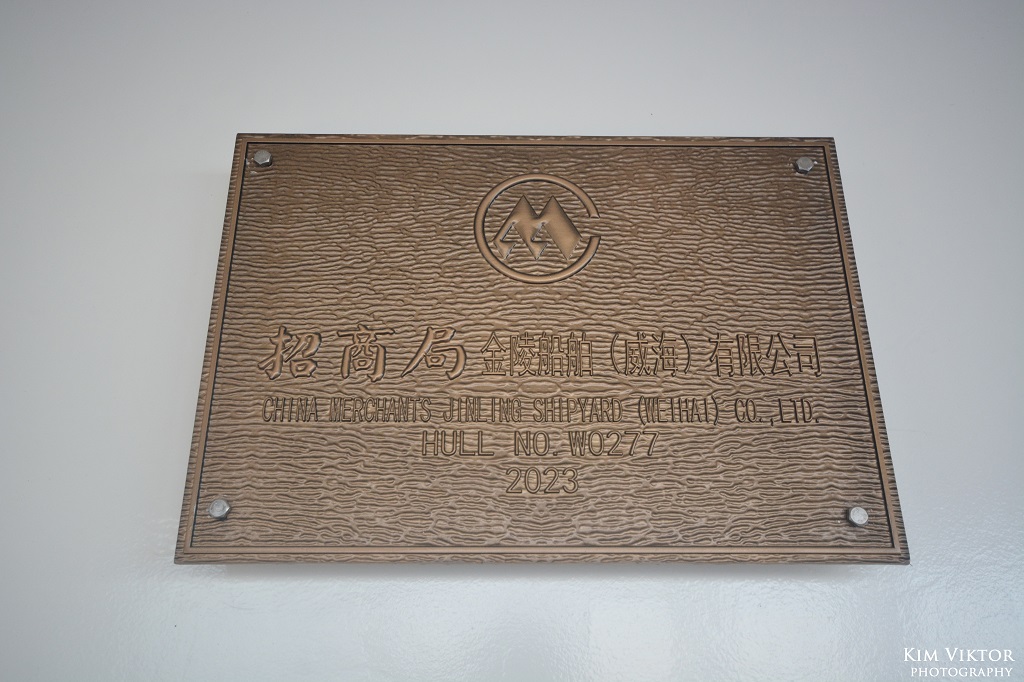 招商局 金陵船舶（威海）有限公司
CHINA MERCHANTS JINLING SHIPYARD (WEIHAI) CO.,LTD.
HULL NO. W0277
2023
KIM VIKTOR
PHOTOGRAPHY